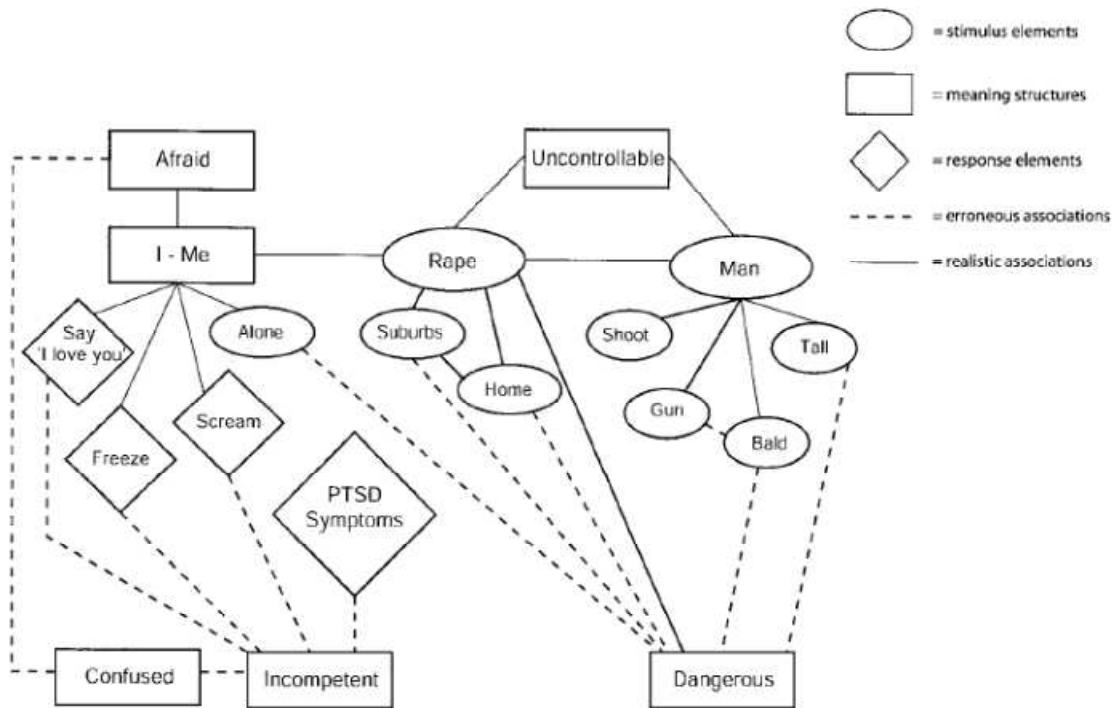 = stimulus elements
= meaning structures
= response elements
= erroneous associations
= realistic associations
Afraid
Uncontrollable
I - Me
Rape
Man
Say
'I love you'
Alone
Suburbs
Shoot
Tall
Home
Gun
Bald
Scream
Freeze
PTSD
Symptoms
Confused
Incompetent
Dangerous